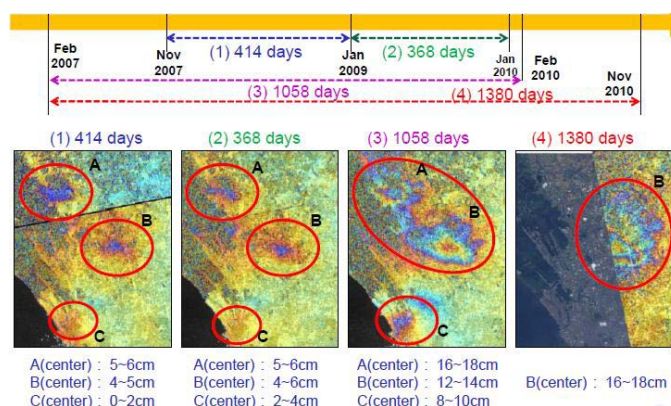 (1) 414 days
(2) 368 days
Feb
2007
Nov
2007
Jan
2009
Jan
2010
Feb
2010
Nov
2010
(3) 1058 days
(4) 1380 days
(1) 414 days
(2) 368 days
(3) 1058 days
(4) 1380 days
A
B
C
A
B
C
A
B
C
B
A(center) : 5~6cm
B(center) : 4~5cm
C(center) : 0~2cm
A(center) : 5~6cm
B(center) : 4~6cm
C(center) : 2~4cm
A(center) : 16~18cm
B(center) : 12~14cm
C(center) : 8~10cm
B(center) : 16~18cm